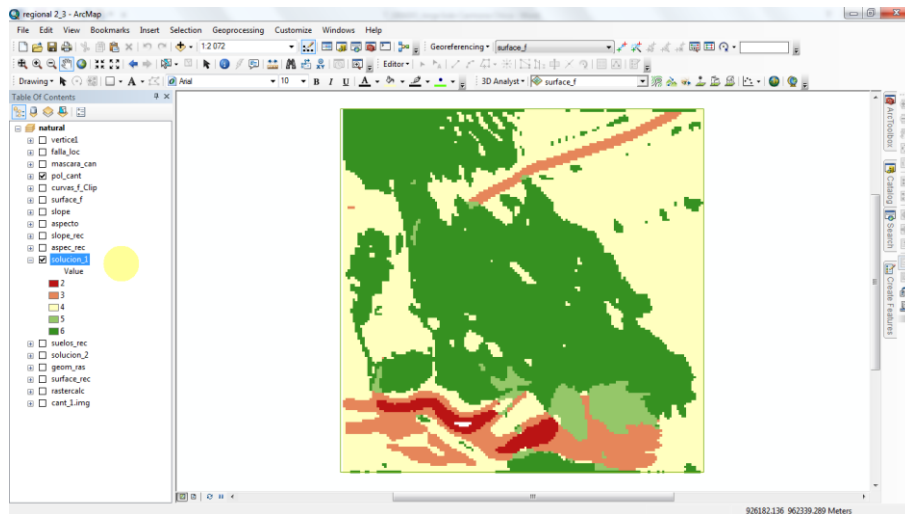 regional 2_3 - ArcMap
File Edit View Bookmarks Insert Selection Geoprocessing Customize Windows Help
1:2 072 Georeferencing surface_f
Editor
Drawing A Arial 10 B I U A 3D Analyst surface_f
Table Of Contents
natural
vertice1
falla_loc
mascara_can
pol_cant
curvas_f_Clip
surface_f
slope
aspecto
slope_rec
aspec_rec
solucion_1
Value
2
3
4
5
6
suelos_rec
solucion_2
geom_ras
surface_rec
rastercalc
cant_1.img
ArcToolbox
Catalog
Search
Create Features
926182.136 962339.289 Meters